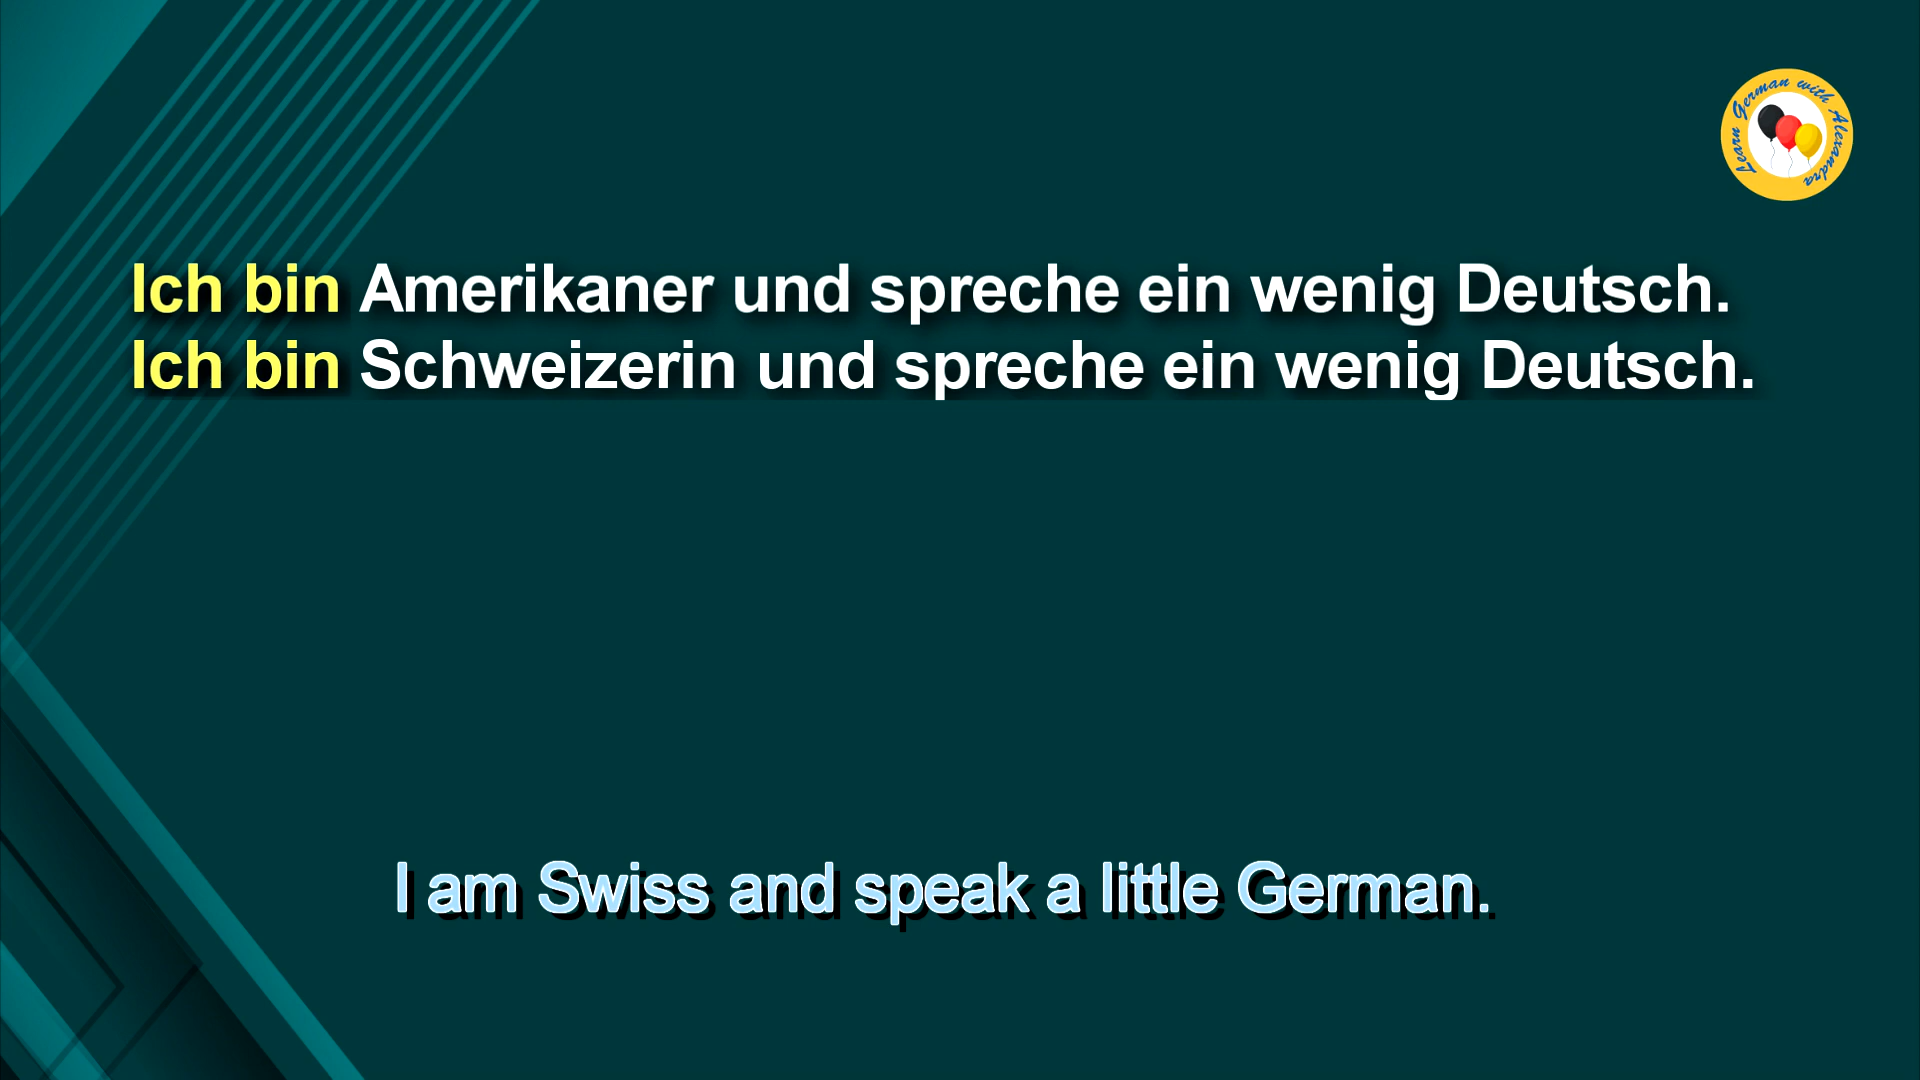 Learn German with Alexandra
Ich bin Amerikaner und spreche ein wenig Deutsch.
Ich bin Schweizerin und spreche ein wenig Deutsch.
I am Swiss and speak a little German.